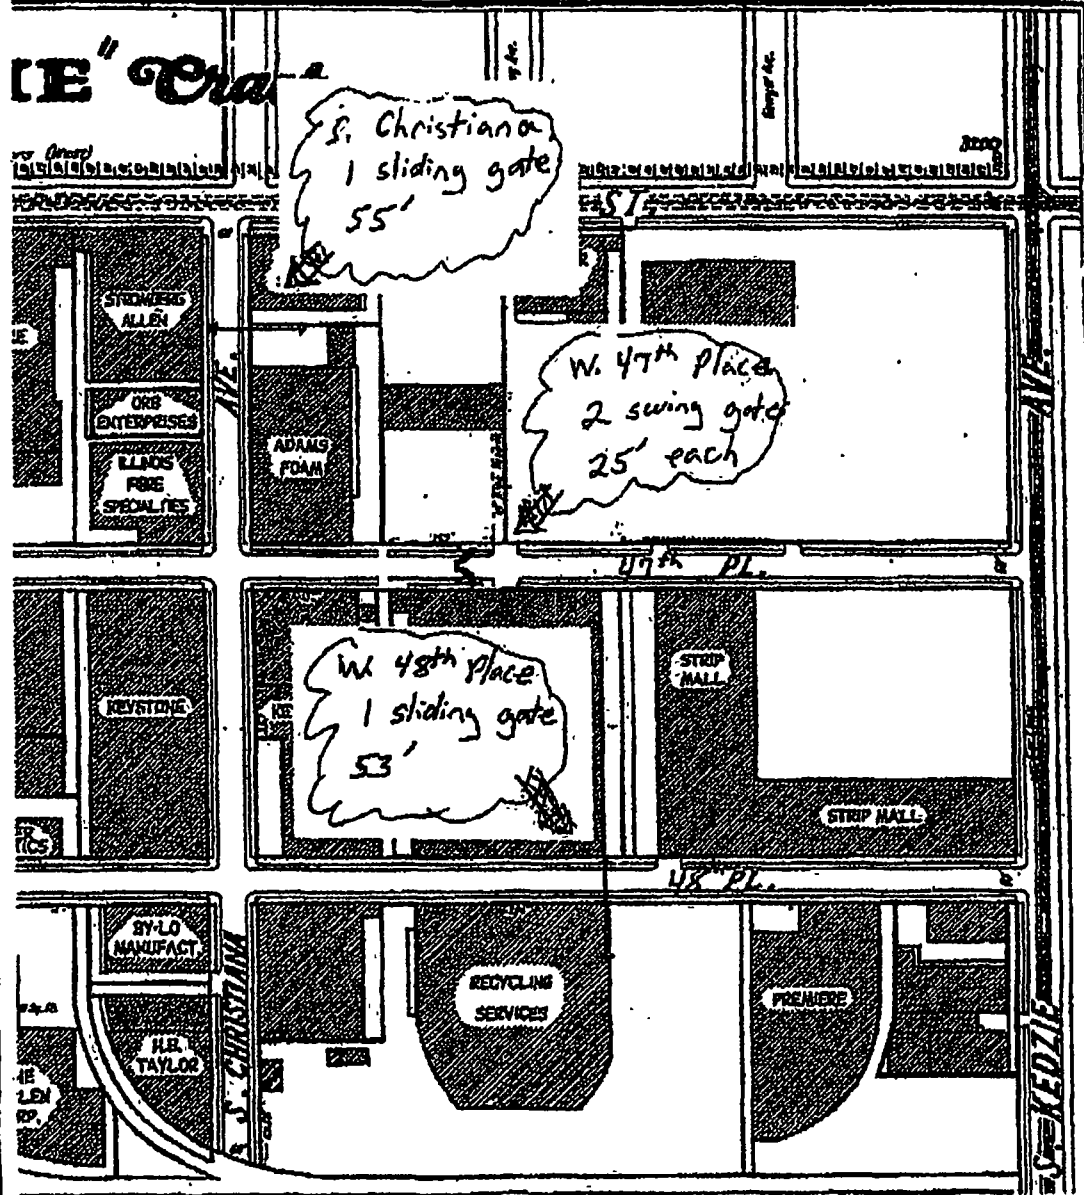 S. Christiana
1 sliding gate
55'
ST.
STROMBERG
ALLEN
AVE.
ORB
ENTERPRISES
ADAMS
FOAM
ILLINOIS
FIRE
SPECIALTIES
W. 47th Place
2 swing gate
25' each
AVE.
47th PL.
W. 48th Place
1 sliding gate
53'
KEYSTONE
STRIP
MALL
STRIP MALL
48th PL.
BY-LO
MANUFACT.
S. CHRISTIANA
RECYCLING
SERVICES
PREMIERE
H.H.
TAYLOR
S. KEDZIE